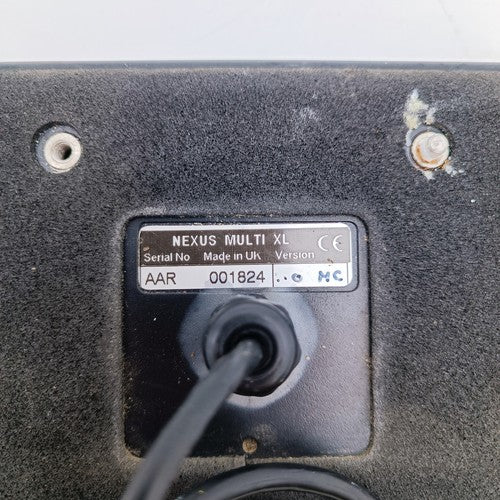 NEXUS MULTI XL CE
Serial No Made in UK Version
AAR 001824 MC